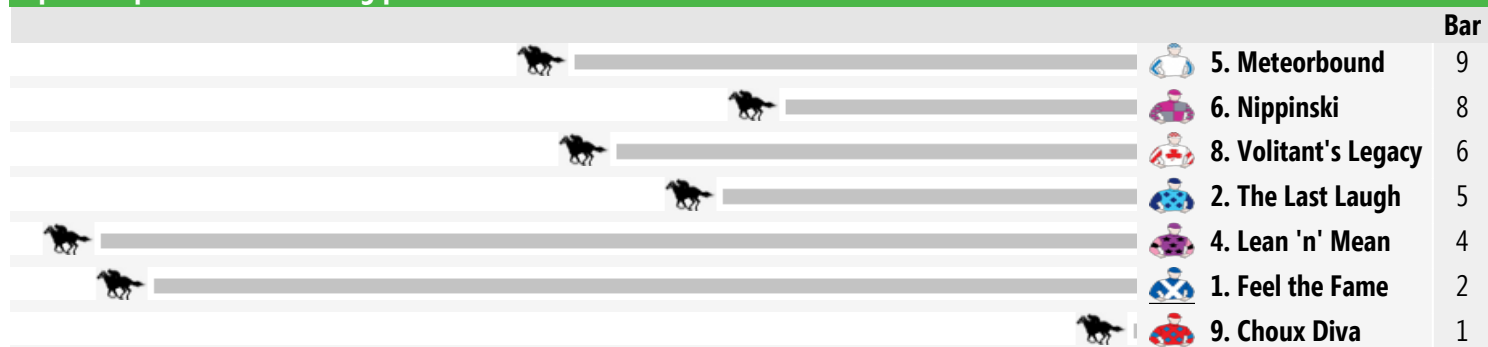 Bar
5. Meteorbound 9
6. Nippinski 8
8. Volitant's Legacy 6
2. The Last Laugh 5
4. Lean 'n' Mean 4
1. Feel the Fame 2
9. Choux Diva 1